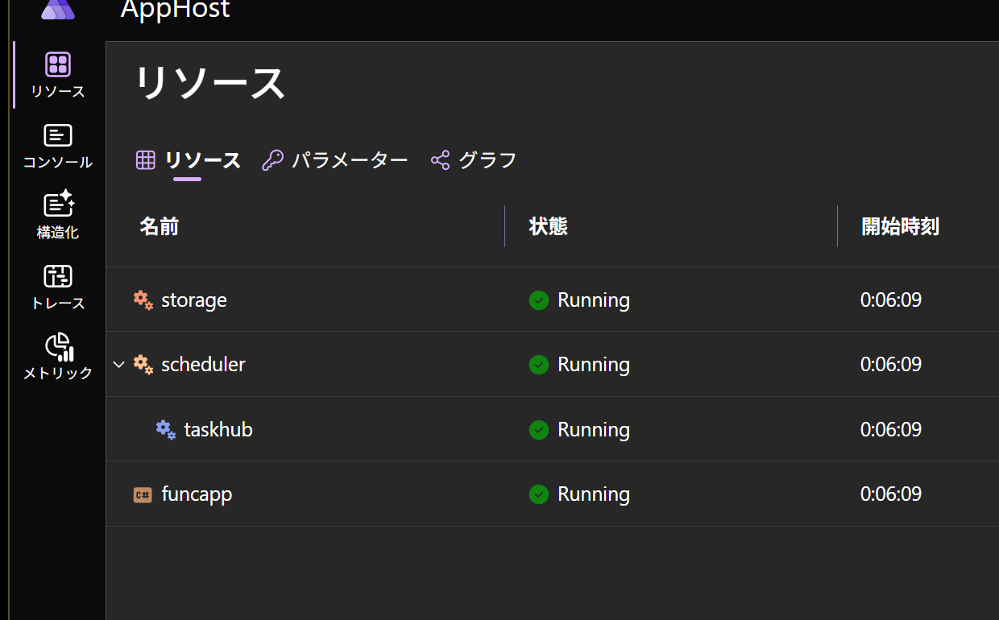 AppHost
リソース
リソース
コンソール
構造化
トレース
メトリック
リソース パラメーター グラフ
名前 状態 開始時刻
storage Running 0:06:09
scheduler Running 0:06:09
taskhub Running 0:06:09
C# funcapp Running 0:06:09